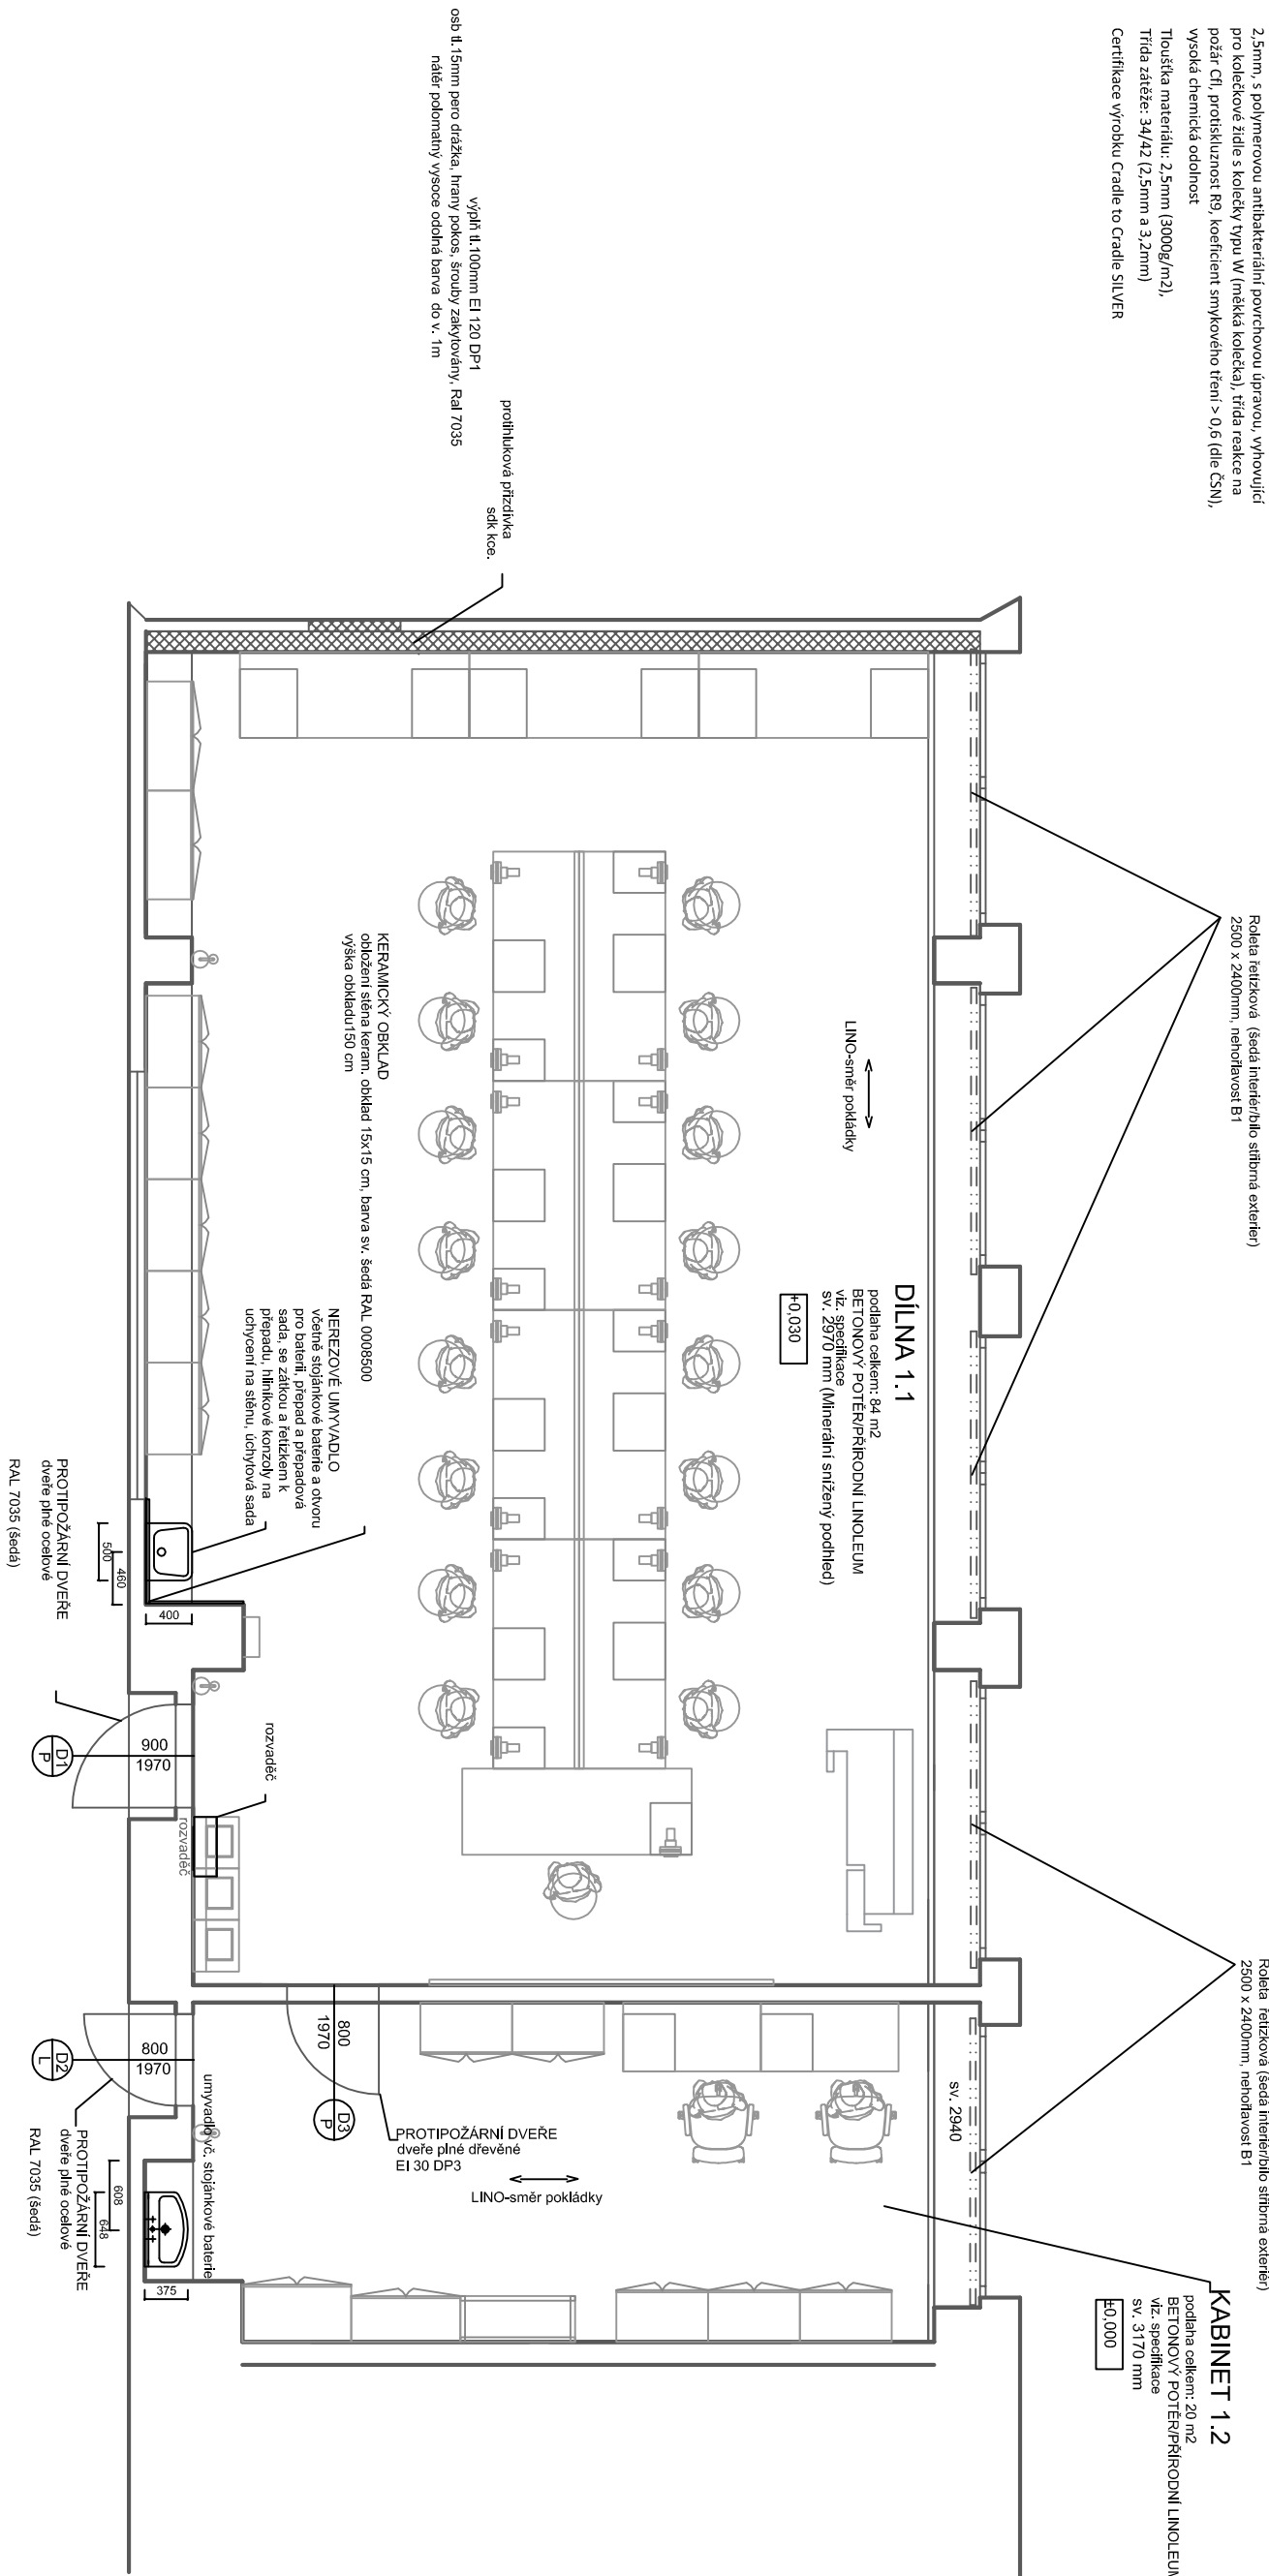 2,5mm, s polymerovou antibakteriální povrchovou úpravou, vyhovující
pro kolečkové židle s kolečky typu W (měkká kolečka), třída reakce na
požár Cfl, protiskluznost R9, koeficient smykového tření > 0,6 (dle ČSN),
vysoká chemická odolnost
Tloušťka materiálu: 2,5mm (3000g/m2),
Třída zátěže: 34/42 (2,5mm a 3,2mm)
Certifikace výrobku Cradle to Cradle SILVER
protihluková přizdívka
sdk kce.
výplň tl.100mm EI 120 DP1
osb tl.15mm pero drážka, hrany pokos, šrouby zakytovány, Ral 7035
nátěr polomatný vysoce odolná barva do v. 1m
Roleta řetízková (šedá interiér/bílo stříbrná exterier)
2500 x 2400mm, nehořlavost B1
Roleta řetízková (šedá interiér/bílo stříbrná exteriér)
2500 x 2400mm, nehořlavost B1
LINO-směr pokládky
DÍLNA 1.1
podlaha celkem: 84 m2
BETONOVÝ POTĚR/PŘÍRODNÍ LINOLEUM
viz. specifikace
sv. 2970 mm (Minerální snížený podhled)
+0,030
KERAMICKÝ OBKLAD
obložení stěna keram. obklad 15x15 cm, barva sv. šedá RAL 0008500
výška obkladu150 cm
NEREZOVÉ UMYVADLO
včetně stojánkové baterie a otvoru
pro baterii, přepad a přepadová
sada, se zátkou a řetízkem k
přepadu, hliníkové konzoly na
uchycení na stěnu, úchytová sada
500
460
400
PROTIPOŽÁRNÍ DVEŘE
dveře plné ocelové
RAL 7035 (šedá)
900
1970
D1
P
rozvaděč
rozvaděč
800
1970
D2
L
800
1970
D3
P
PROTIPOŽÁRNÍ DVEŘE
dveře plné dřevěné
EI 30 DP3
LINO-směr pokládky
sv. 2940
KABINET 1.2
podlaha celkem: 20 m2
BETONOVÝ POTĚR/PŘÍRODNÍ LINOLEUM
viz. specifikace
sv. 3170 mm
±0,000
umyvadlo vč. stojánkové baterie
608
648
375
PROTIPOŽÁRNÍ DVEŘE
dveře plné ocelové
RAL 7035 (šedá)